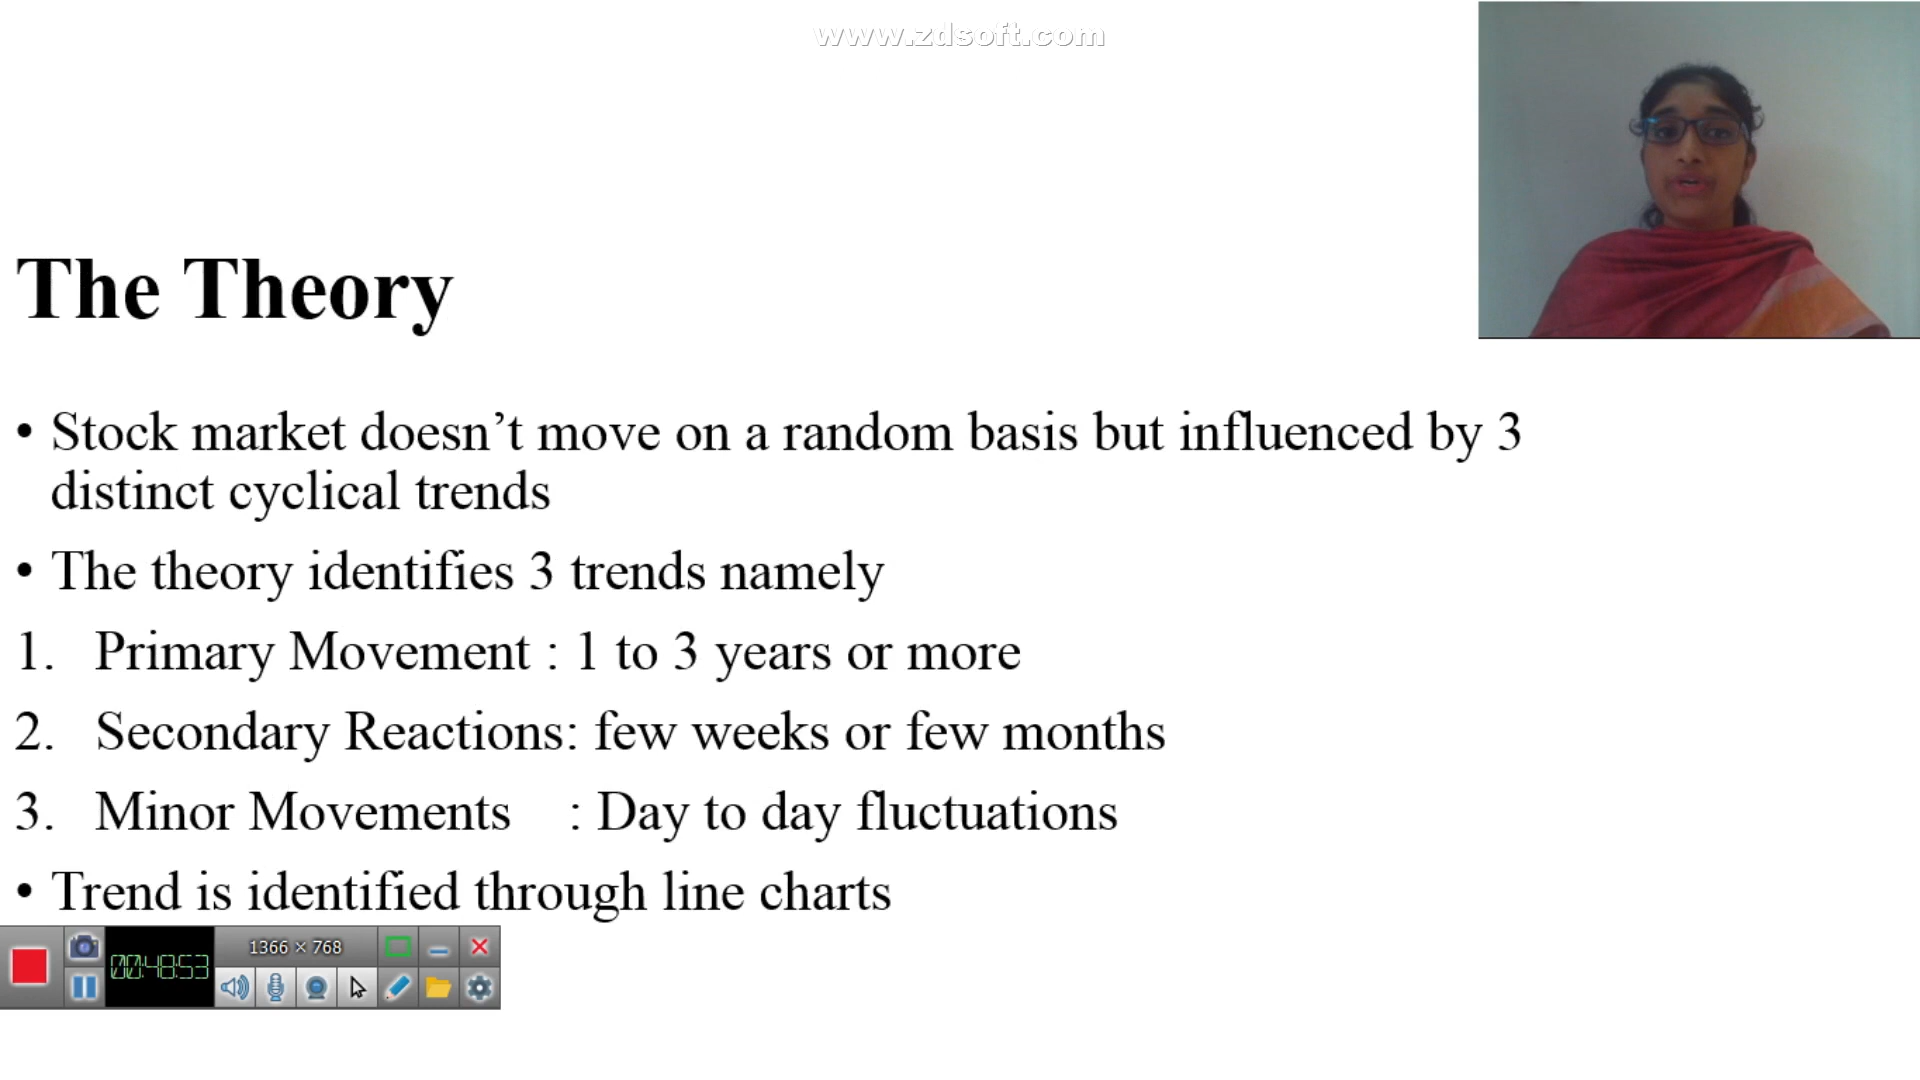 www.zdsoft.com
The Theory
• Stock market doesn’t move on a random basis but influenced by 3
distinct cyclical trends
• The theory identifies 3 trends namely
1. Primary Movement : 1 to 3 years or more
2. Secondary Reactions: few weeks or few months
3. Minor Movements : Day to day fluctuations
• Trend is identified through line charts
1366 × 768
00:48:53